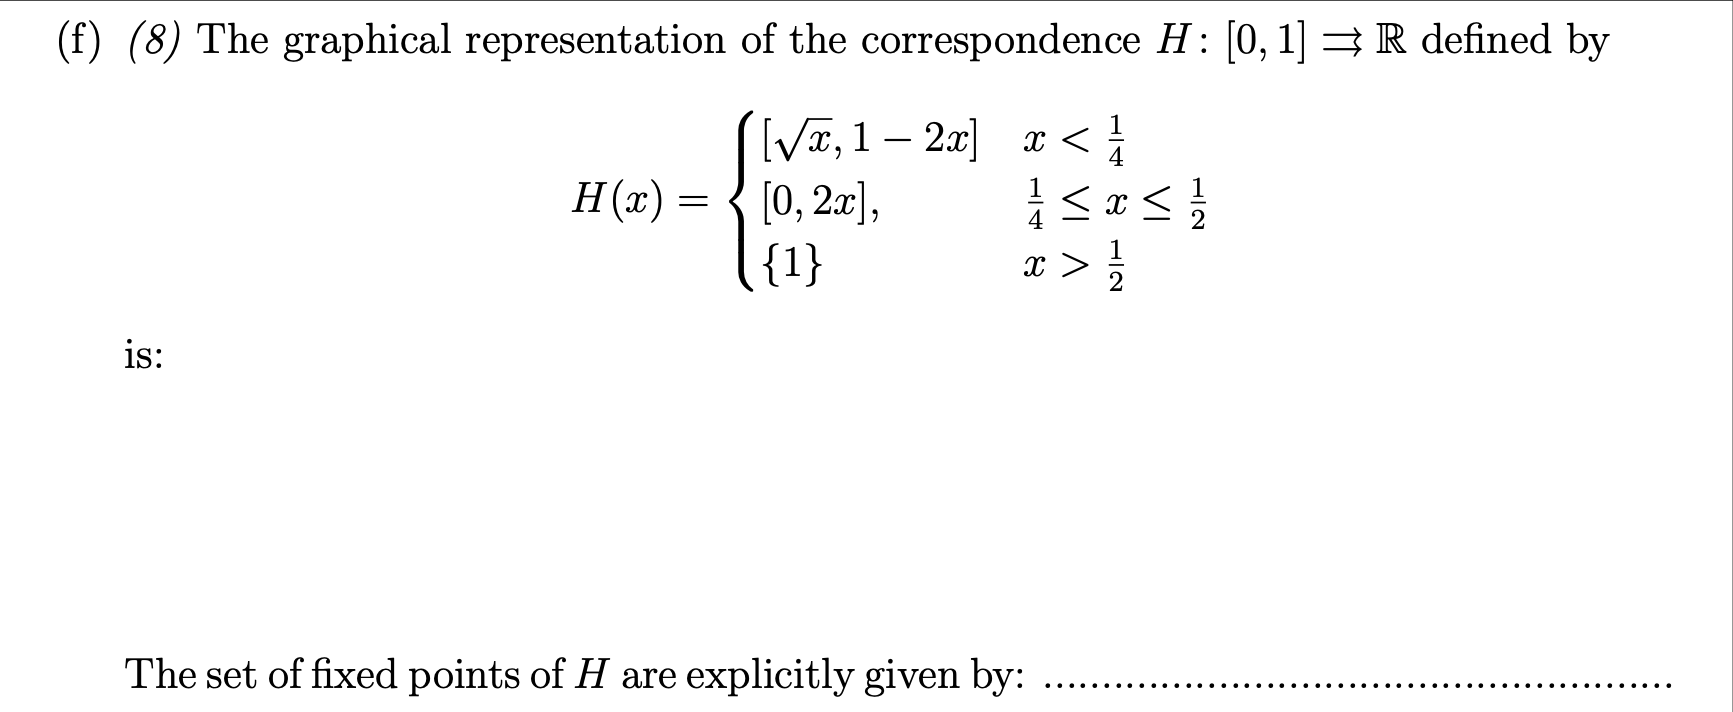 (f) (8) The graphical representation of the correspondence H: [0, 1] ⇉ ℝ defined by
H(x) = { [√x, 1 − 2x] x < 1/4
[0, 2x], 1/4 ≤ x ≤ 1/2
{1} x > 1/2
is:
The set of fixed points of H are explicitly given by: ......................................................